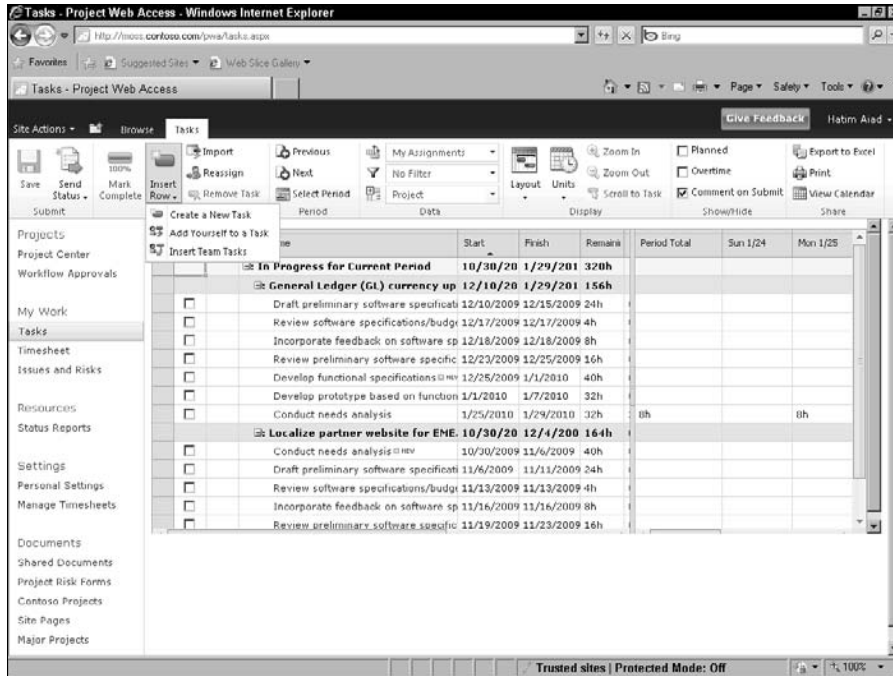 Tasks - Project Web Access - Windows Internet Explorer
http://moss.contoso.com/pwa/tasks.aspx
Bing
Favorites Suggested Sites Web Slice Gallery
Tasks - Project Web Access
Page Safety Tools
Site Actions Browse Tasks Give Feedback Hatim Aiad
Save
Send Status
100%
Mark Complete
Submit
Insert Row
Import
Reassign
Remove Task
Previous
Next
Select Period
Period
My Assignments
No Filter
Project
Data
Layout
Units
Zoom In
Zoom Out
Scroll to Task
Display
Planned
Overtime
Comment on Submit
Show/Hide
Export to Excel
Print
View Calendar
Share
Create a New Task
Add Yourself to a Task
Insert Team Tasks
Projects
Project Center
Workflow Approvals
My Work
Tasks
Timesheet
Issues and Risks
Resources
Status Reports
Settings
Personal Settings
Manage Timesheets
Documents
Shared Documents
Project Risk Forms
Contoso Projects
Site Pages
Major Projects
me Start Finish Remaini Period Total Sun 1/24 Mon 1/25
In Progress for Current Period 10/30/20 1/29/201 320h
General Ledger (GL) currency up 12/10/20 1/29/201 156h
Draft preliminary software specificati 12/10/2009 12/15/2009 24h
Review software specifications/budge 12/17/2009 12/17/2009 4h
Incorporate feedback on software sp 12/18/2009 12/18/2009 8h
Review preliminary software specific 12/23/2009 12/25/2009 16h
Develop functional specifications NEW 12/25/2009 1/1/2010 40h
Develop prototype based on function 1/1/2010 1/7/2010 32h
Conduct needs analysis 1/25/2010 1/29/2010 32h 8h 8h
Localize partner website for EME. 10/30/20 12/4/200 164h
Conduct needs analysis NEW 10/30/2009 11/6/2009 40h
Draft preliminary software specificati 11/6/2009 11/11/2009 24h
Review software specifications/budge 11/13/2009 11/13/2009 4h
Incorporate feedback on software sp 11/16/2009 11/16/2009 8h
Review preliminary software specific 11/19/2009 11/23/2009 16h
Trusted sites | Protected Mode: Off 100%